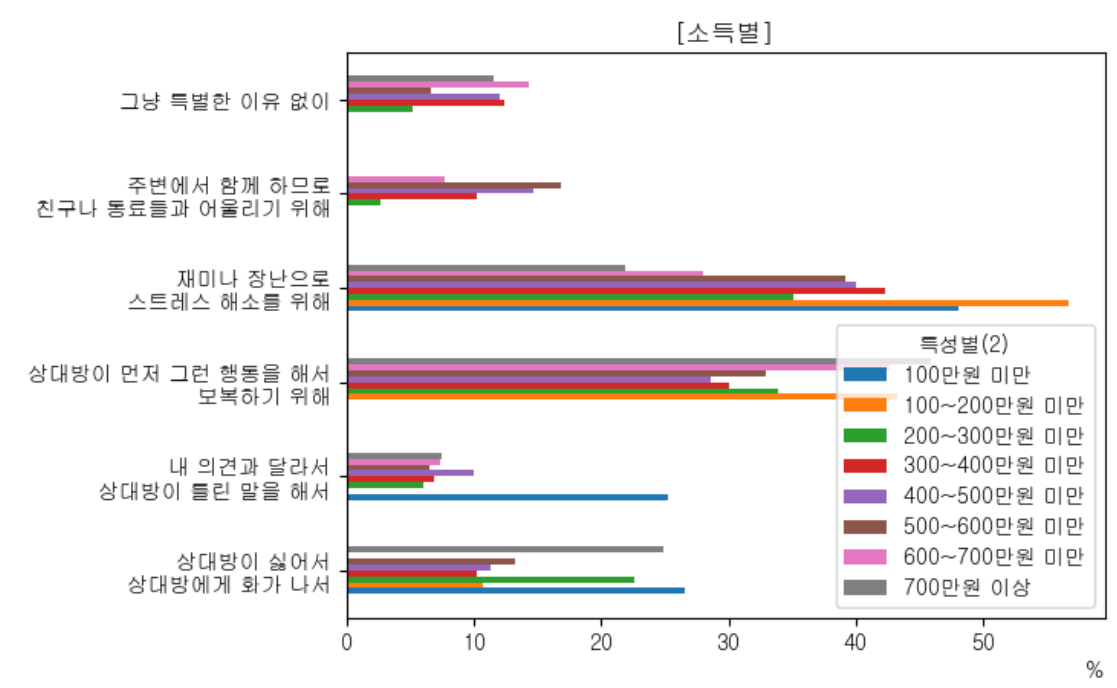 [소득별]
그냥 특별한 이유 없이
주변에서 함께 하므로
친구나 동료들과 어울리기 위해
재미나 장난으로
스트레스 해소를 위해
상대방이 먼저 그런 행동을 해서
보복하기 위해
내 의견과 달라서
상대방이 틀린 말을 해서
상대방이 싫어서
상대방에게 화가 나서
특성별(2)
100만원 미만
100~200만원 미만
200~300만원 미만
300~400만원 미만
400~500만원 미만
500~600만원 미만
600~700만원 미만
700만원 이상
0 10 20 30 40 50
%